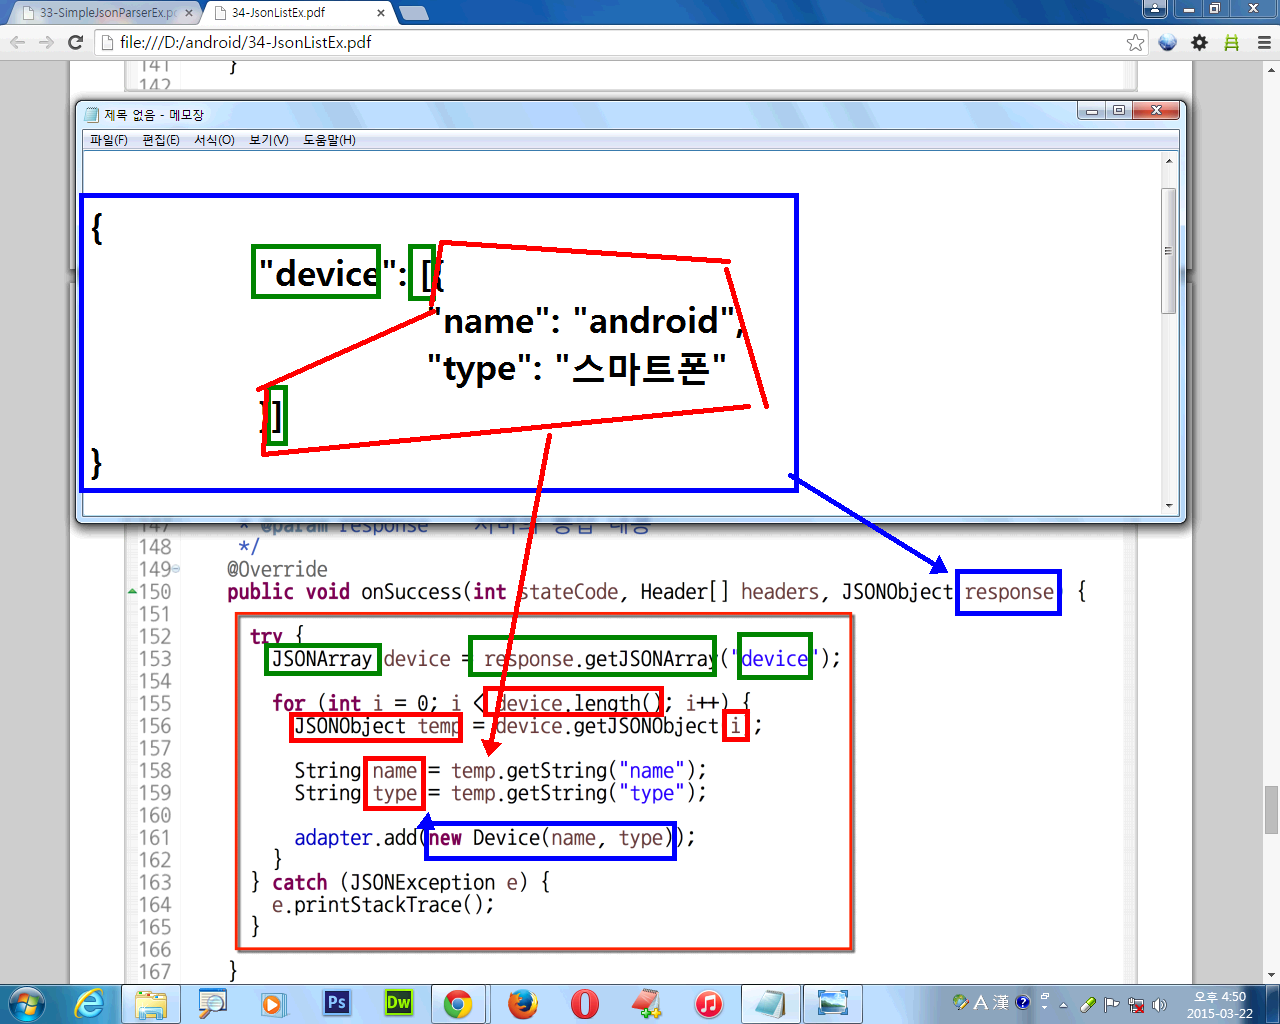 33-SimpleJsonParserEx.pd
34-JsonListEx.pdf
file:///D:/android/34-JsonListEx.pdf
141 }
142
제목 없음 - 메모장
파일(F) 편집(E) 서식(O) 보기(V) 도움말(H)
{
"device": [{
"name": "android",
"type": "스마트폰"
}]
}
147 * @param response 서버의 응답 내용
148 */
149 @Override
150 public void onSuccess(int stateCode, Header[] headers, JSONObject response) {
151
152 try {
153 JSONArray device = response.getJSONArray("device");
154
155 for (int i = 0; i < device.length(); i++) {
156 JSONObject temp = device.getJSONObject(i);
157
158 String name = temp.getString("name");
159 String type = temp.getString("type");
160
161 adapter.add(new Device(name, type));
162 }
163 } catch (JSONException e) {
164 e.printStackTrace();
165 }
166
167 }
Ps
Dw
A 漢
오후 4:50
2015-03-22